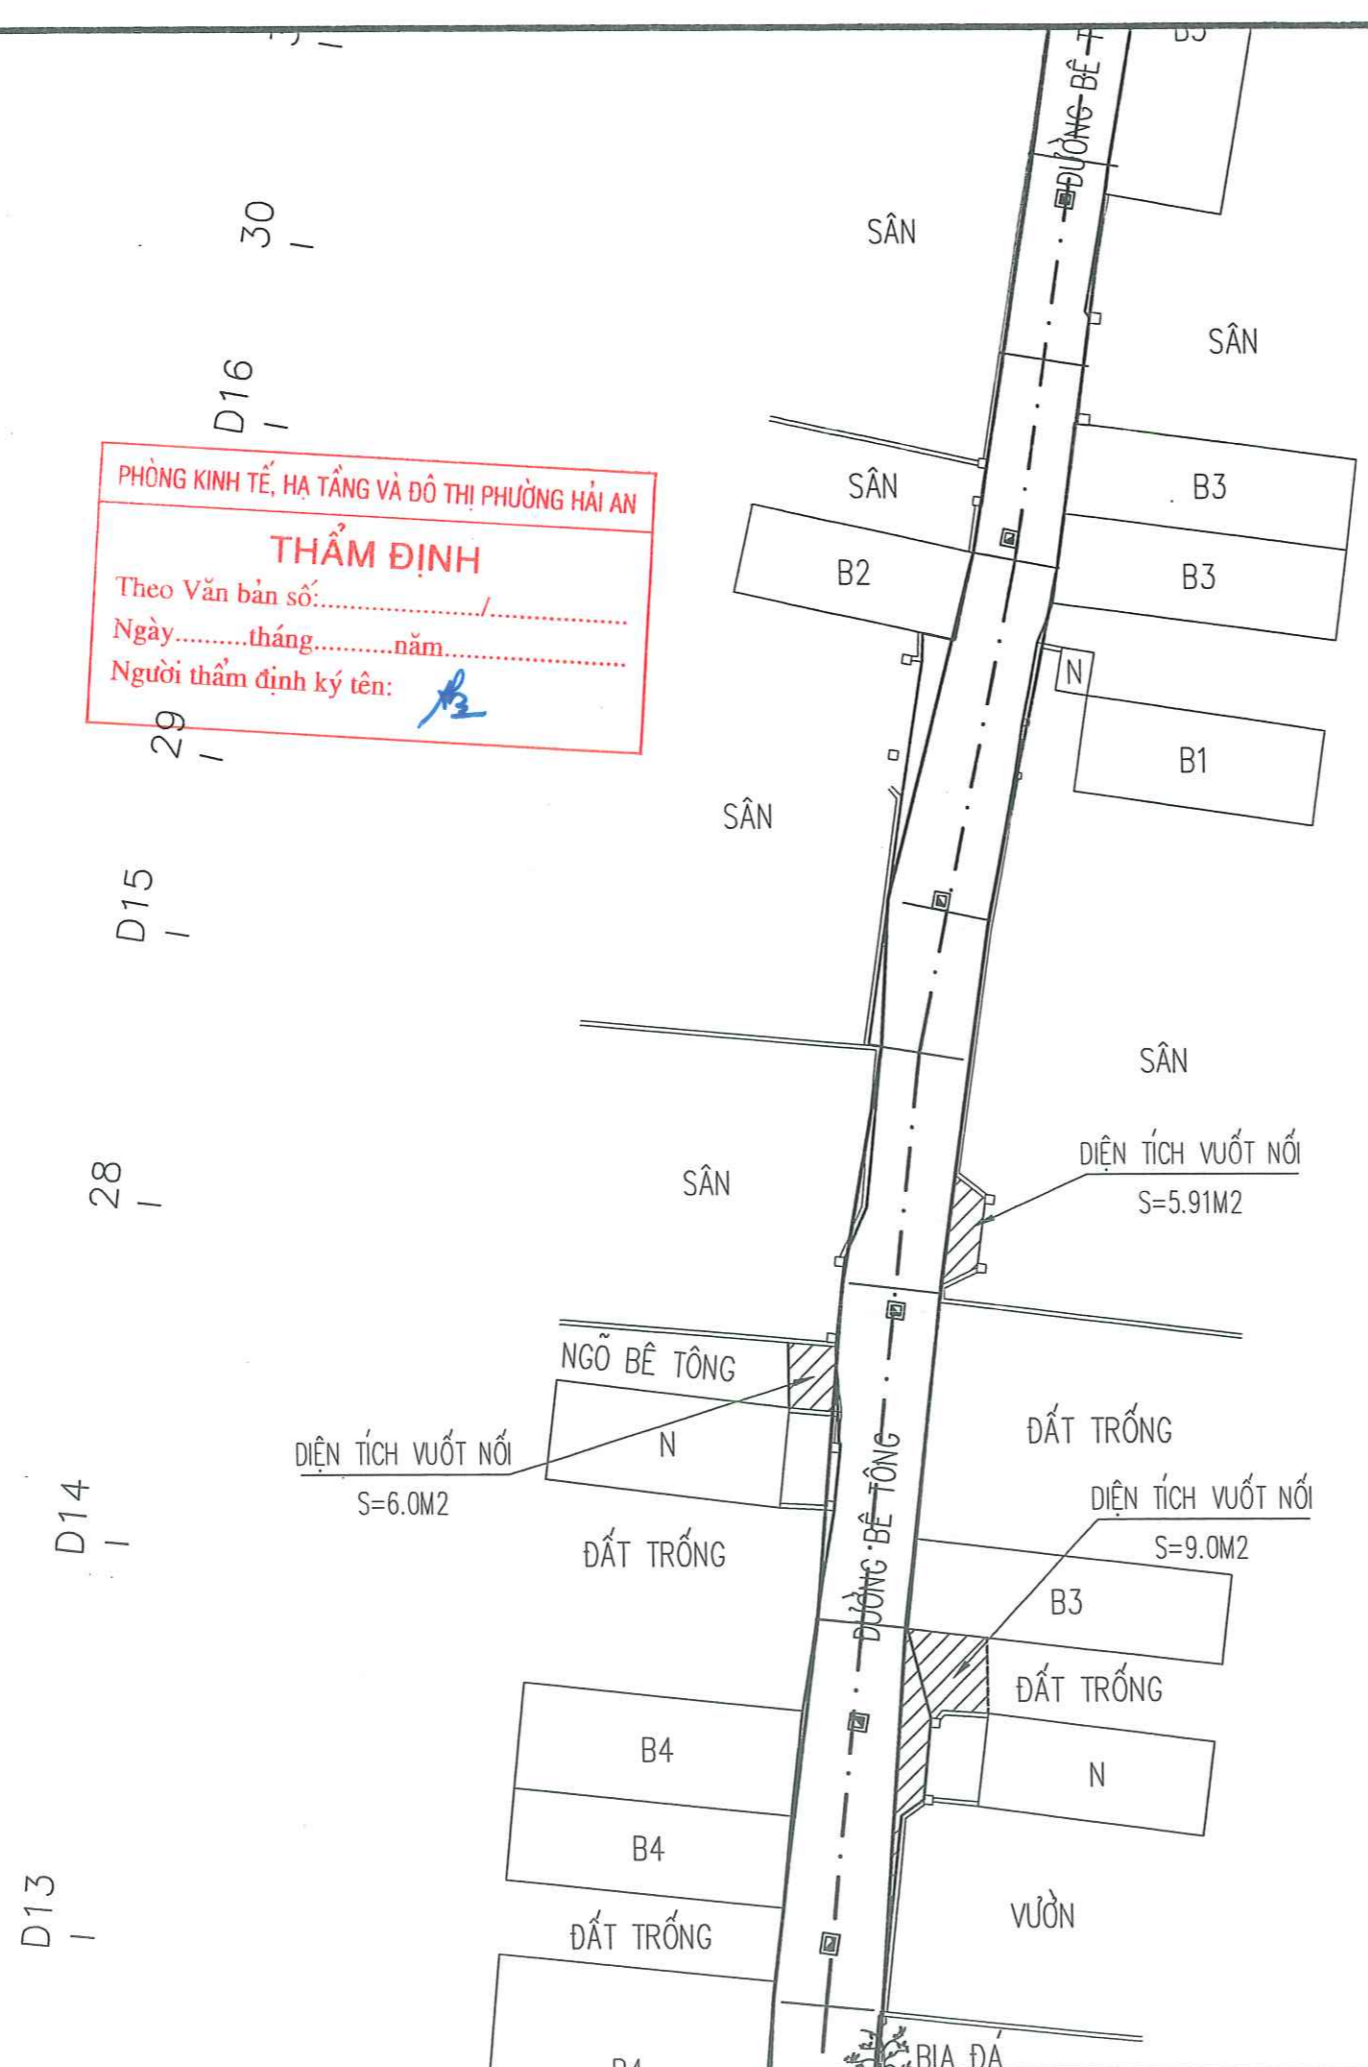 ĐƯỜNG BÊ T
30
SÂN
SÂN
D16
PHÒNG KINH TẾ, HẠ TẦNG VÀ ĐÔ THỊ PHƯỜNG HẢI AN
THẨM ĐỊNH
Theo Văn bản số:...................../..................
Ngày..........tháng...........năm........................
Người thẩm định ký tên:
SÂN
B3
B2
B3
N
29
B1
SÂN
D15
SÂN
28
SÂN
DIỆN TÍCH VUỐT NỐI
S=5.91M2
NGÕ BÊ TÔNG
N
ĐẤT TRỐNG
DIỆN TÍCH VUỐT NỐI
S=6.0M2
ĐƯỜNG BÊ TÔNG
DIỆN TÍCH VUỐT NỐI
S=9.0M2
D14
ĐẤT TRỐNG
B3
ĐẤT TRỐNG
B4
N
B4
D13
VƯỜN
ĐẤT TRỐNG
BIA ĐÁ